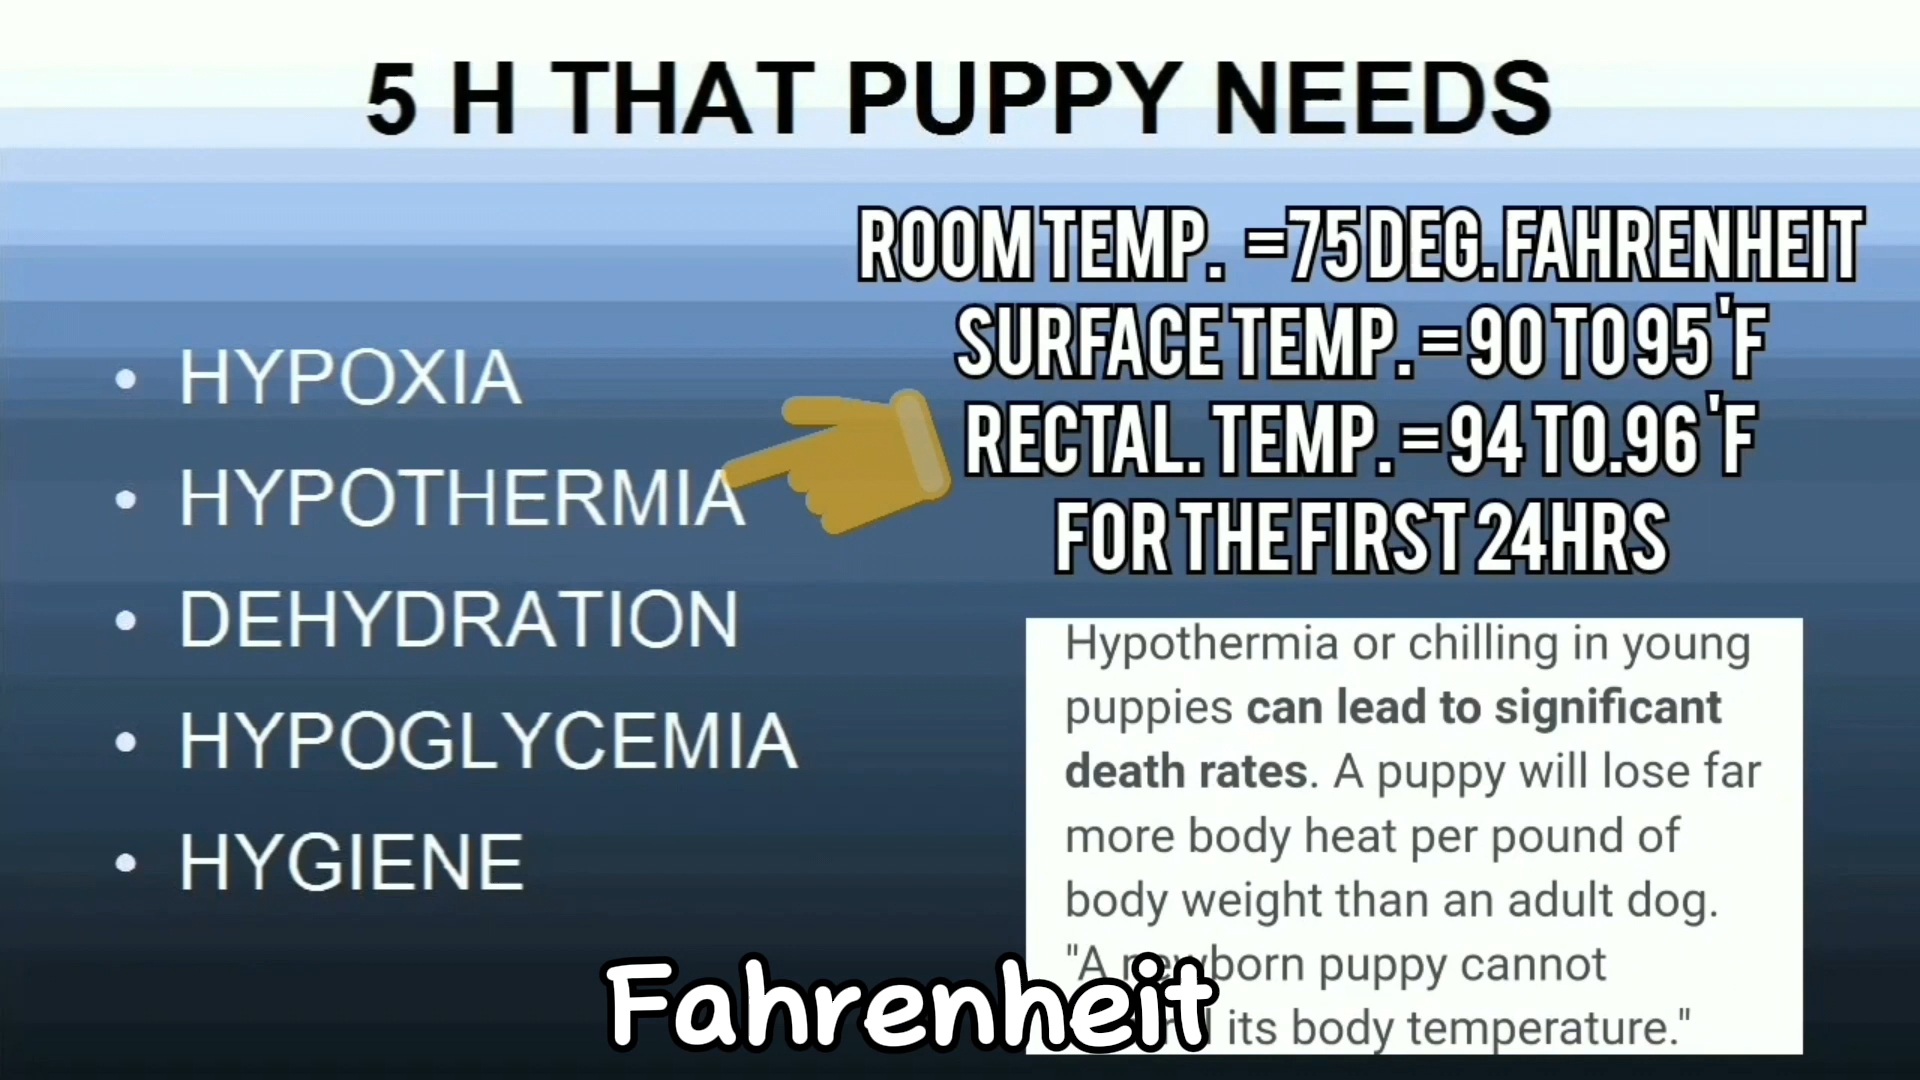 5 H THAT PUPPY NEEDS
ROOM TEMP. =75 DEG. FAHRENHEIT
SURFACE TEMP. = 90 TO 95 'F
RECTAL. TEMP. = 94 TO.96 'F
FOR THE FIRST 24HRS
• HYPOXIA
• HYPOTHERMIA
• DEHYDRATION
• HYPOGLYCEMIA
• HYGIENE
Hypothermia or chilling in young
puppies can lead to significant
death rates. A puppy will lose far
more body heat per pound of
body weight than an adult dog.
"A newborn puppy cannot
its body temperature."
Fahrenheit